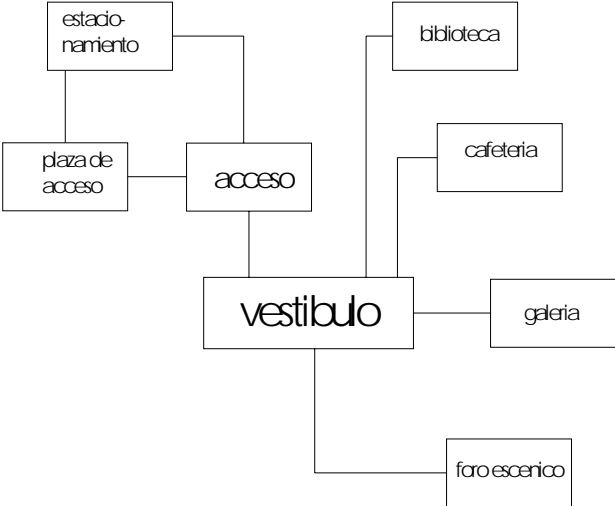 estacio-
namiento
biblioteca
cafeteria
plaza de
acceso
acceso
vestibulo
galeria
foro escenico